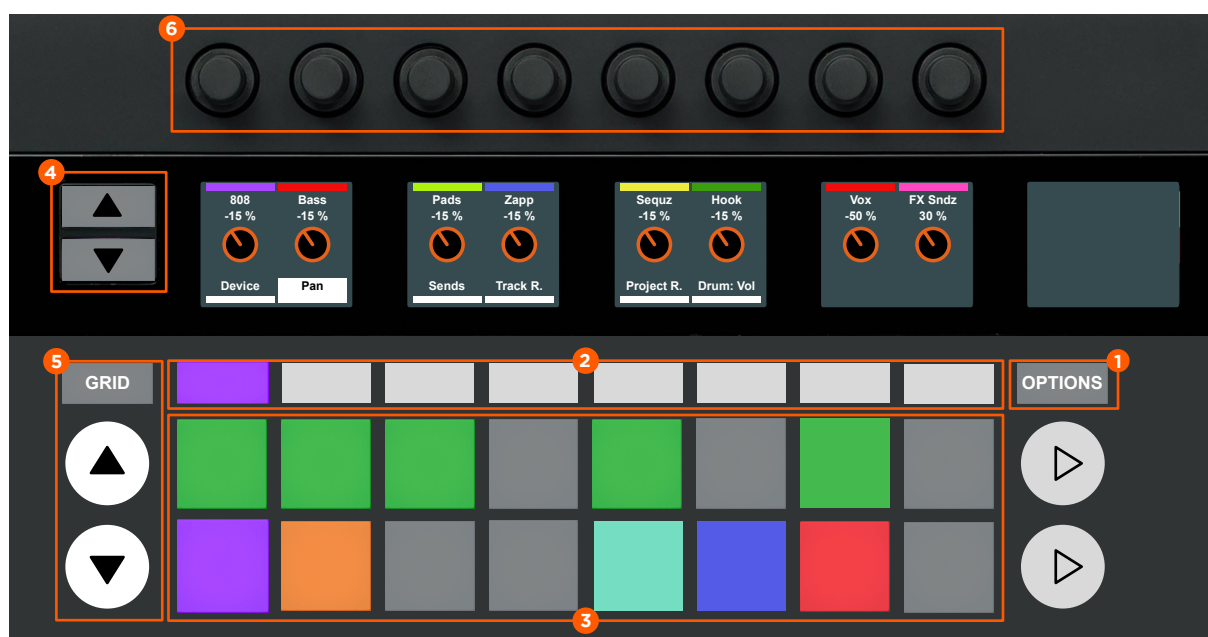 6
4
808 Bass
-15 % -15 %
Device Pan
Pads Zapp
-15 % -15 %
Sends Track R.
Sequz Hook
-15 % -15 %
Project R. Drum: Vol
Vox FX Sndz
-50 % 30 %
5
2
1
GRID
OPTIONS
3